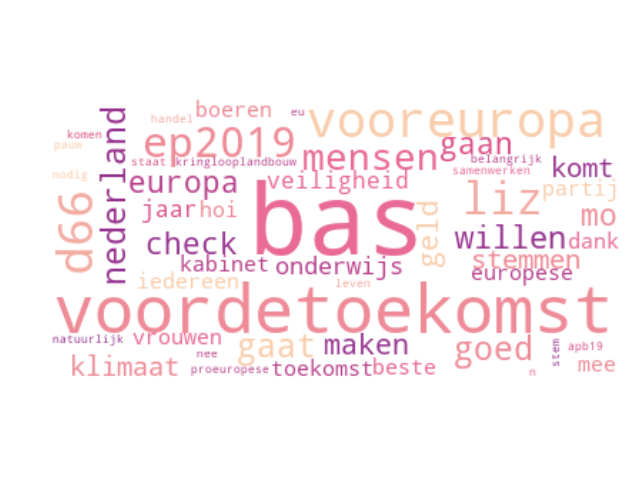 boeren
eu
handel
vooreuropa
komen
ep2019
gaan
pauw
mensen
nederland
staat
kringlooplandbouw
belangrijk
komt
samenwerken
nodig
europa
veiligheid
bas
liz
partij
d66
jaar
hoi
geld
mo
check
willen
dank
kabinet
onderwijs
stemmen
europese
iedereen
leven
voordetoekomst
natuurlijk
vrouwen
gaat
maken
goed
stem
apb19
nee
klimaat
proeuropese
toekomst
beste
n
mee